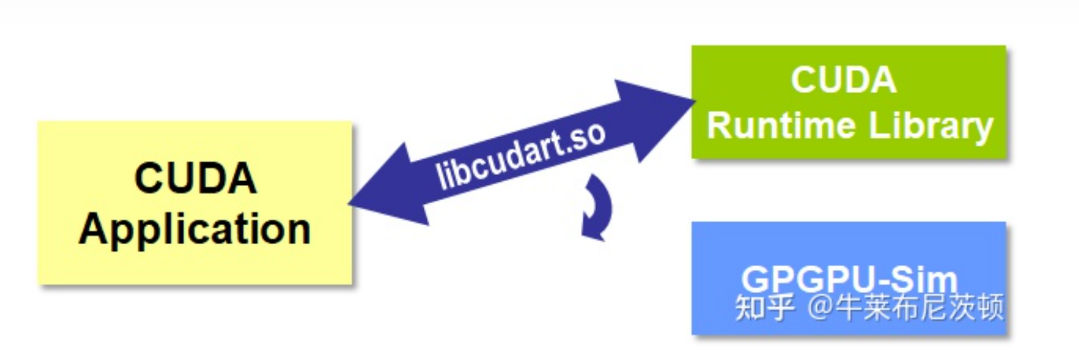 CUDA
Application
libcudart.so
CUDA
Runtime Library
GPGPU-Sim
知乎 @牛莱布尼茨顿